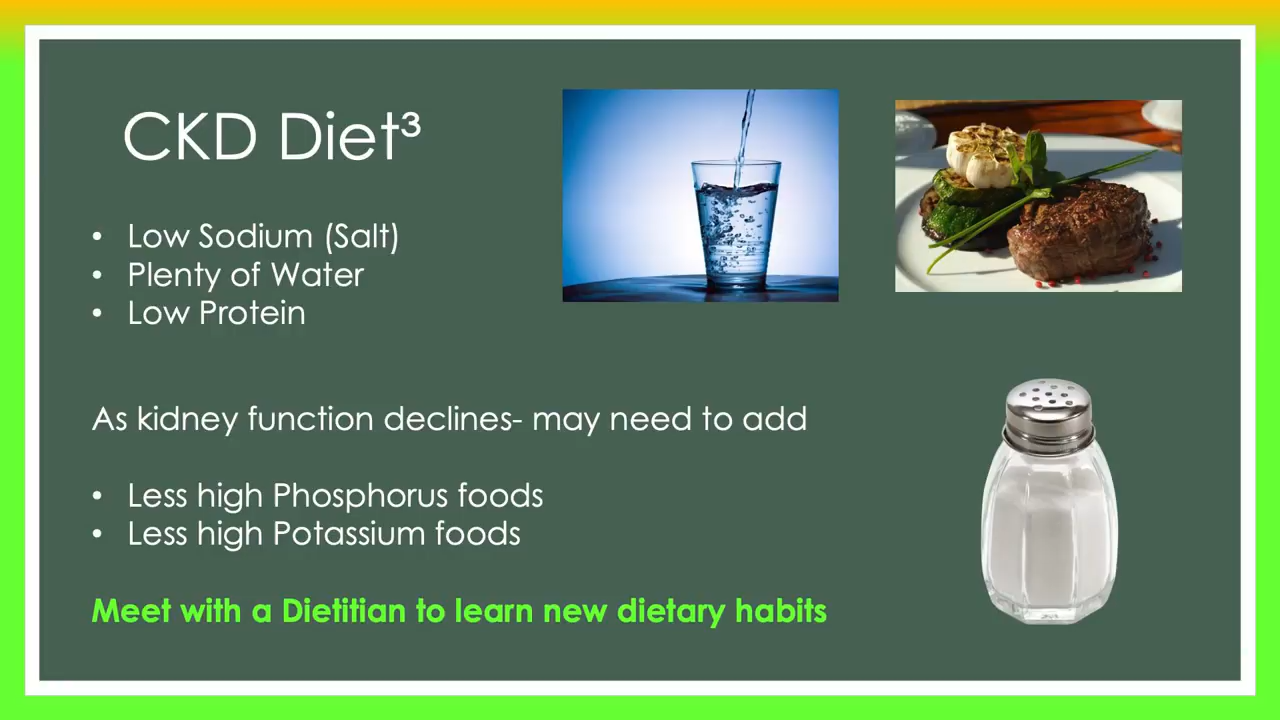 CKD Diet³
• Low Sodium (Salt)
• Plenty of Water
• Low Protein
As kidney function declines- may need to add
• Less high Phosphorus foods
• Less high Potassium foods
Meet with a Dietitian to learn new dietary habits